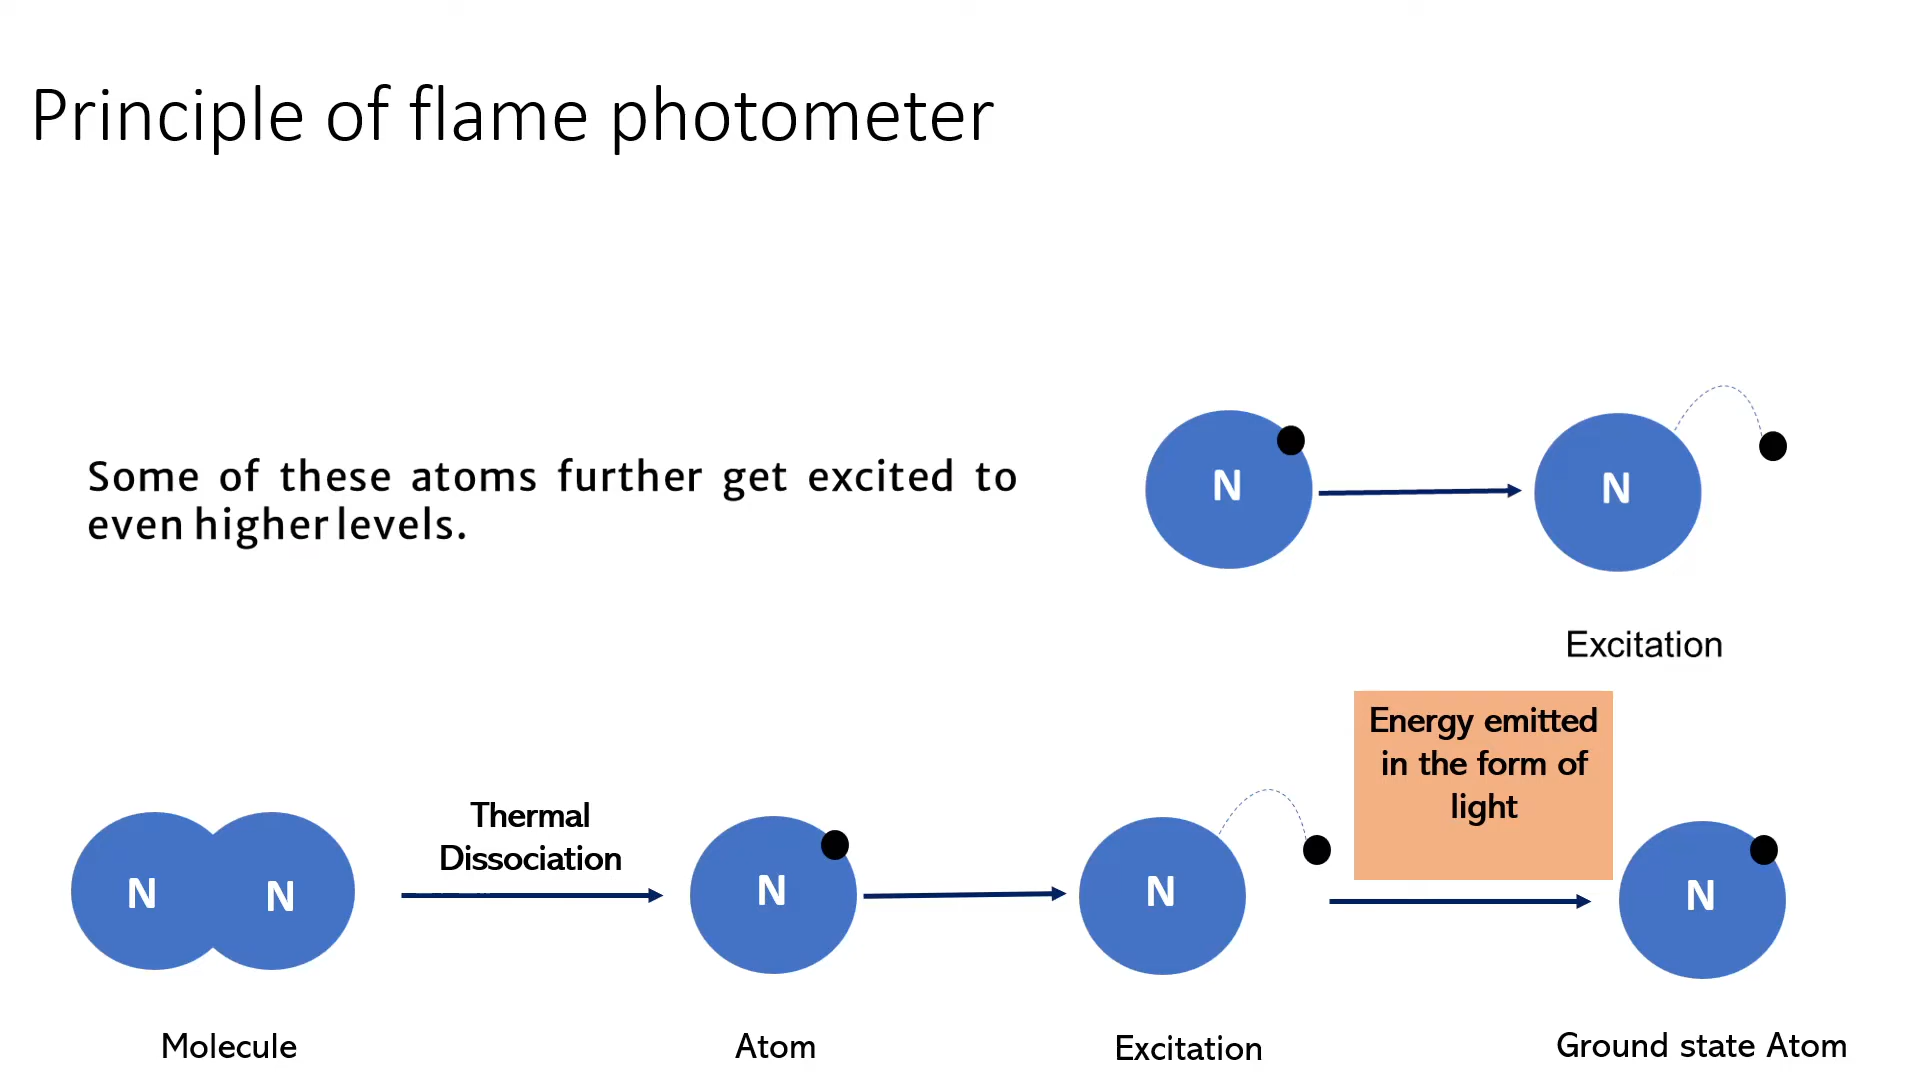 Principle of flame photometer
Some of these atoms further get excited to
even higher levels.
N
N
Excitation
Energy emitted
in the form of
light
Thermal
Dissociation
N
N
N
N
N
Molecule
Atom
Excitation
Ground state Atom